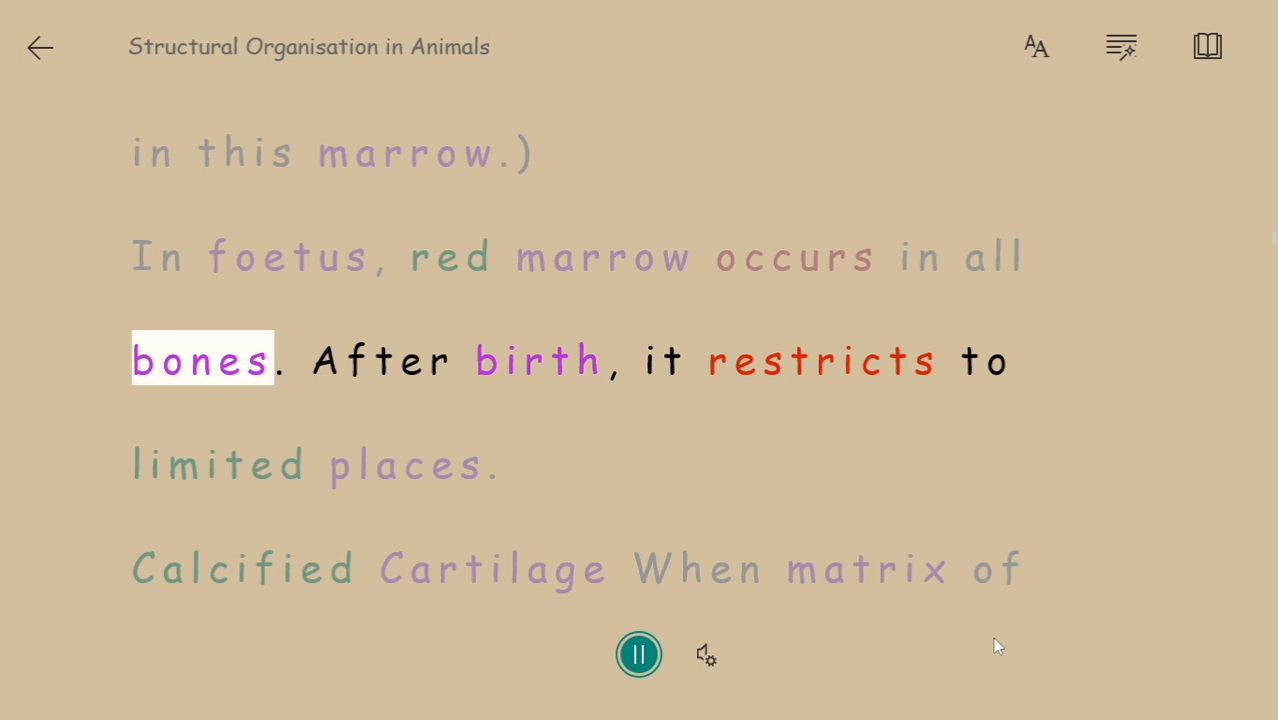 Structural Organisation in Animals
in this marrow.)
In foetus, red marrow occurs in all
bones. After birth, it restricts to
limited places.
Calcified Cartilage When matrix of